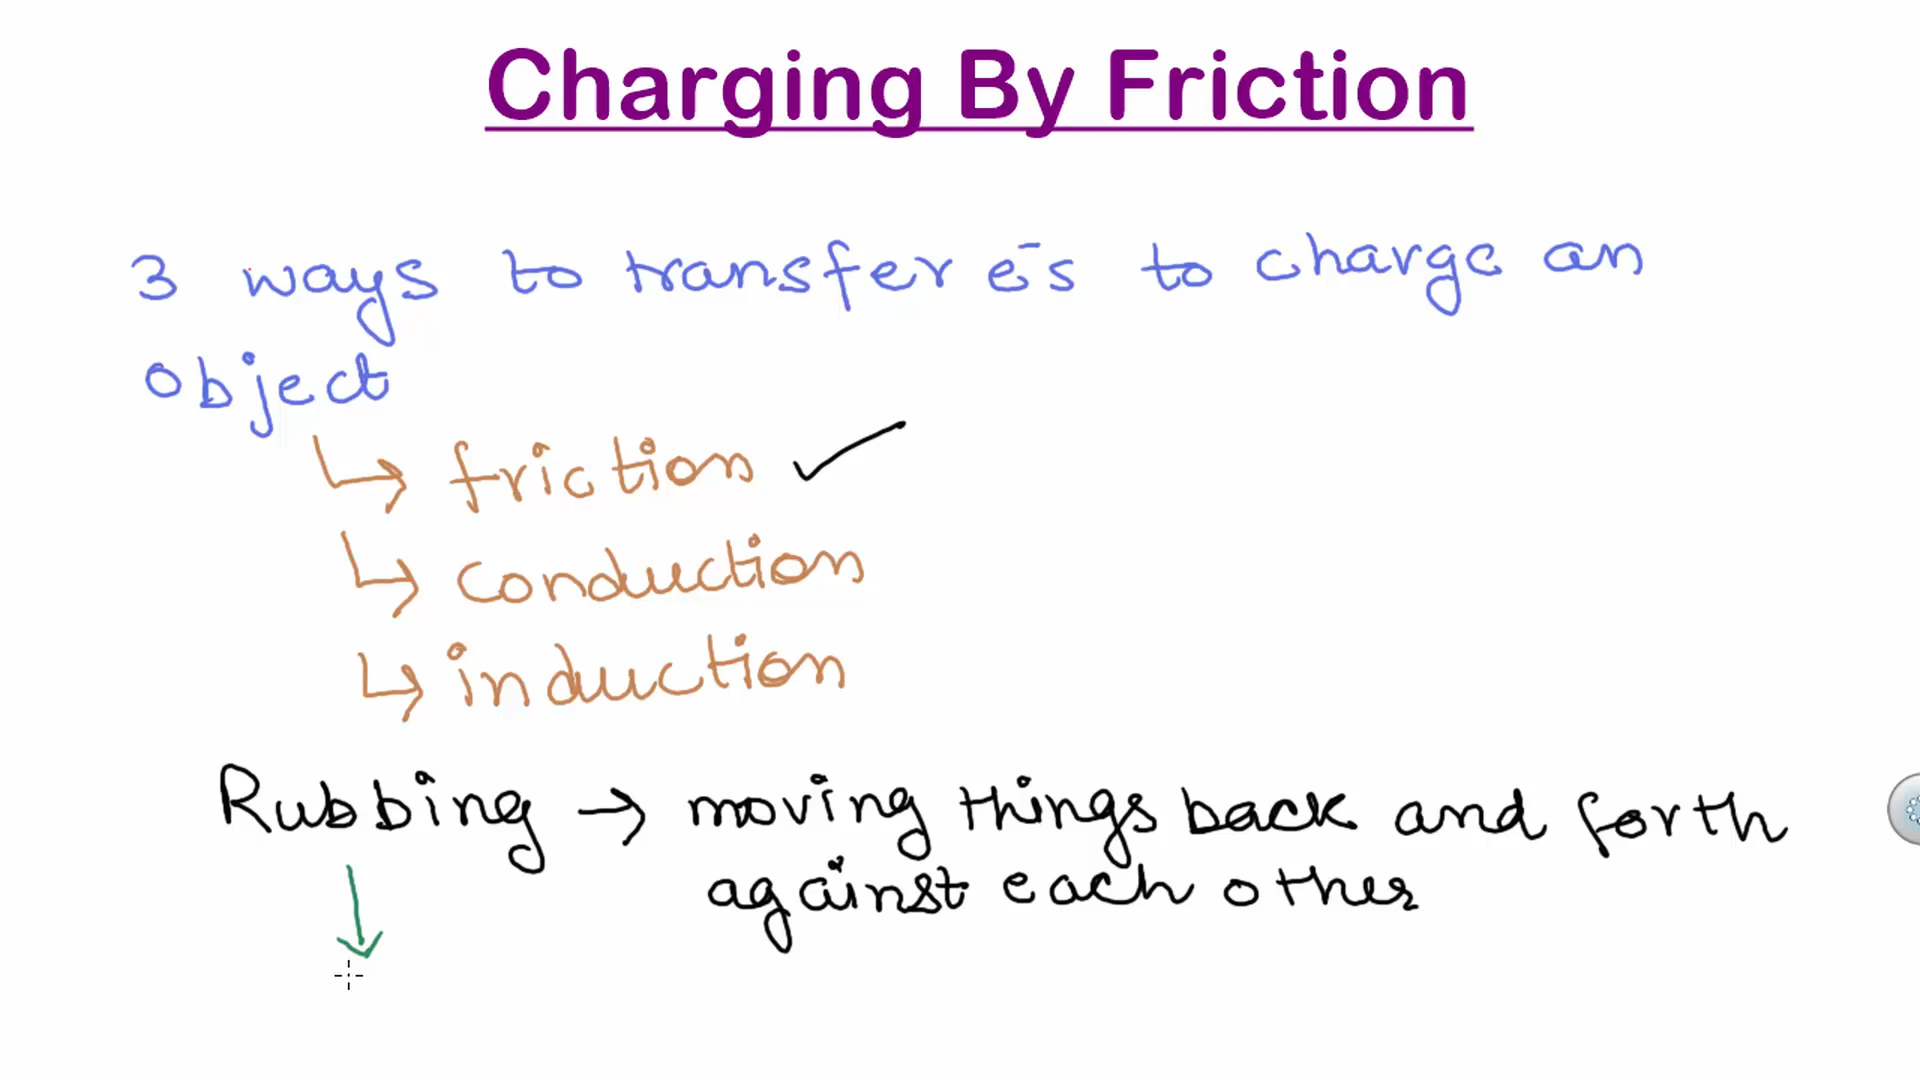 Charging By Friction
3 ways to transfer e⁻s to charge an
object
↳ friction ✓
↳ conduction
↳ induction
Rubbing → moving things back and forth
against each other
↓